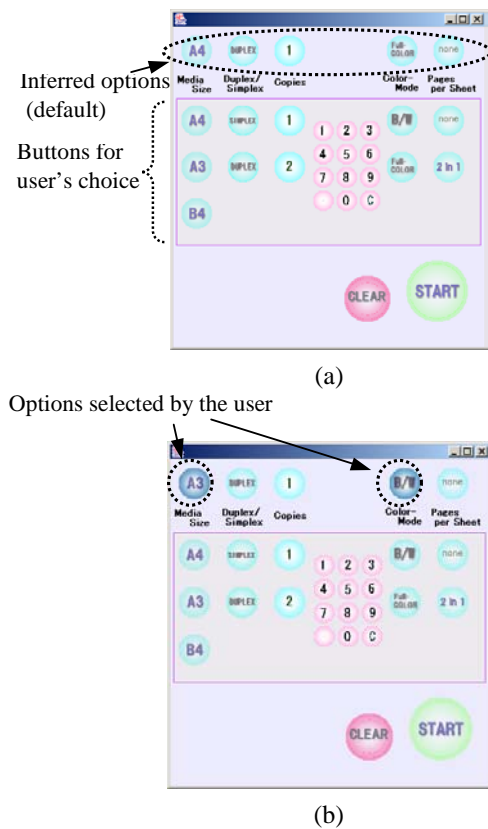 A4 DUPLEX 1 Full-COLOR none
Inferred options
(default)
Media Size Duplex/Simplex Copies Color-Mode Pages per Sheet
Buttons for
user's choice
A4 SIMPLEX 1 B/W none
1 2 3
A3 DUPLEX 2 Full-COLOR 2 in 1
4 5 6
7 8 9
B4
0 C
CLEAR START
(a)
Options selected by the user
A3 DUPLEX 1 B/W none
Media Size Duplex/Simplex Copies Color-Mode Pages per Sheet
A4 SIMPLEX 1 B/W none
1 2 3
A3 DUPLEX 2 Full-COLOR 2 in 1
4 5 6
7 8 9
B4
0 C
CLEAR START
(b)